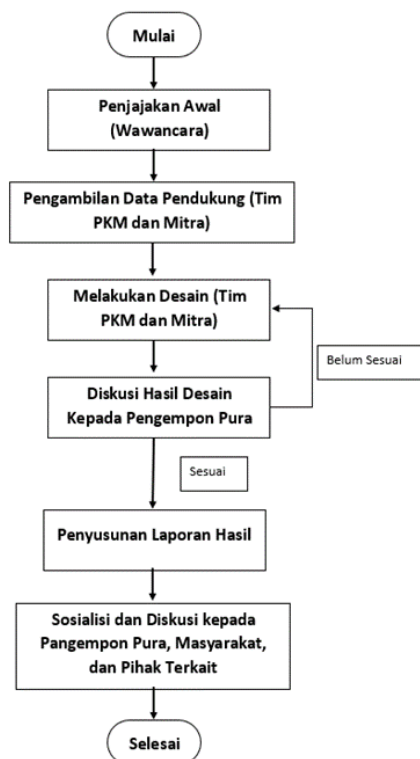 Mulai
Penjajakan Awal
(Wawancara)
Pengambilan Data Pendukung (Tim
PKM dan Mitra)
Melakukan Desain (Tim
PKM dan Mitra)
Belum Sesuai
Diskusi Hasil Desain
Kepada Pengempon Pura
Sesuai
Penyusunan Laporan Hasil
Sosialisi dan Diskusi kepada
Pangempon Pura, Masyarakat,
dan Pihak Terkait
Selesai